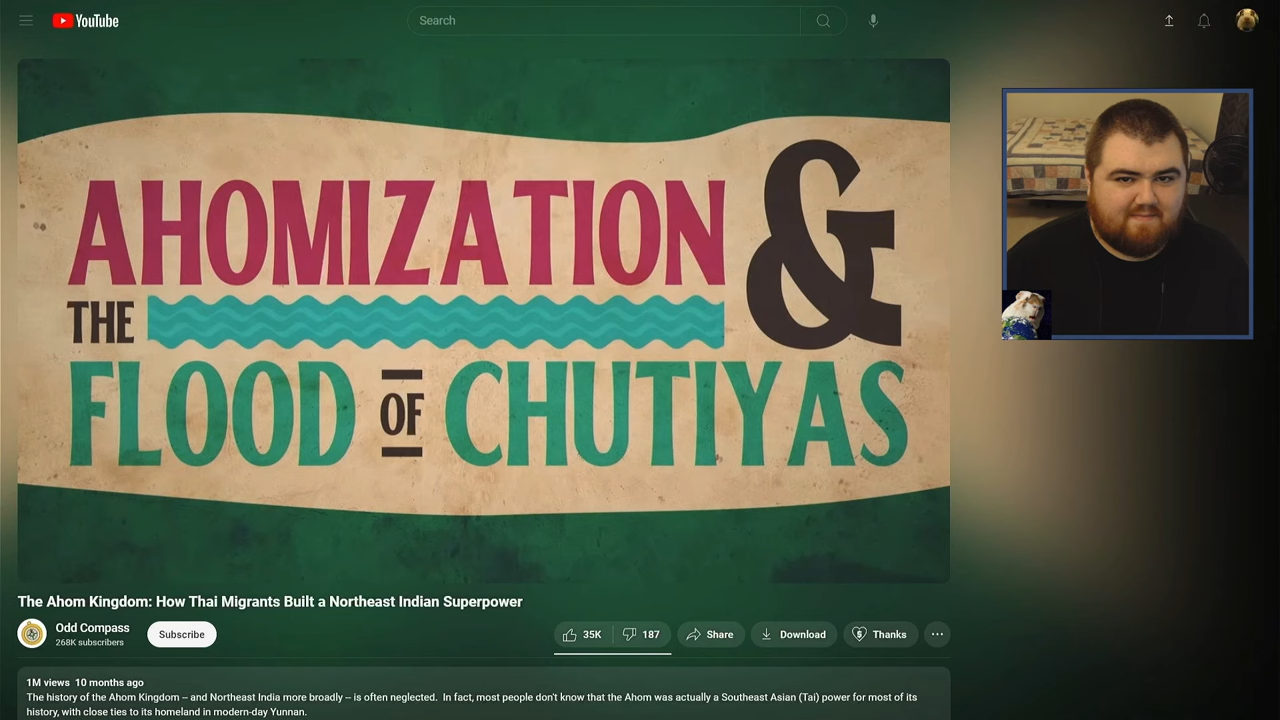 YouTube
Search
AHOMIZATION &
THE
FLOOD OF CHUTIYAS
The Ahom Kingdom: How Thai Migrants Built a Northeast Indian Superpower
Odd Compass
268K subscribers
Subscribe
35K
187
Share
Download
Thanks
1M views 10 months ago
The history of the Ahom Kingdom -- and Northeast India more broadly -- is often neglected. In fact, most people don't know that the Ahom was actually a Southeast Asian (Tai) power for most of its
history, with close ties to its homeland in modern-day Yunnan.